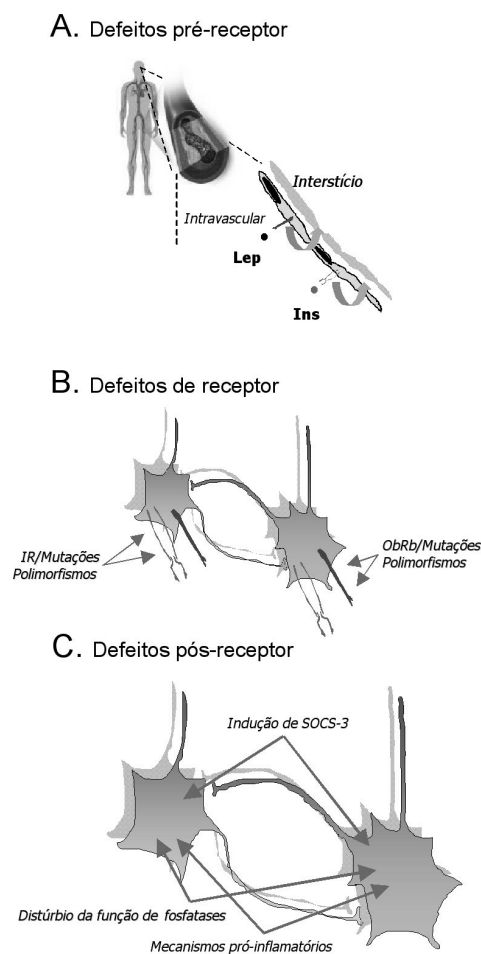 A. Defeitos pré-receptor
Interstício
Intravascular
Lep
Ins
B. Defeitos de receptor
IR/Mutações
Polimorfismos
ObRb/Mutações
Polimorfismos
C. Defeitos pós-receptor
Indução de SOCS-3
Distúrbio da função de fosfatases
Mecanismos pró-inflamatórios